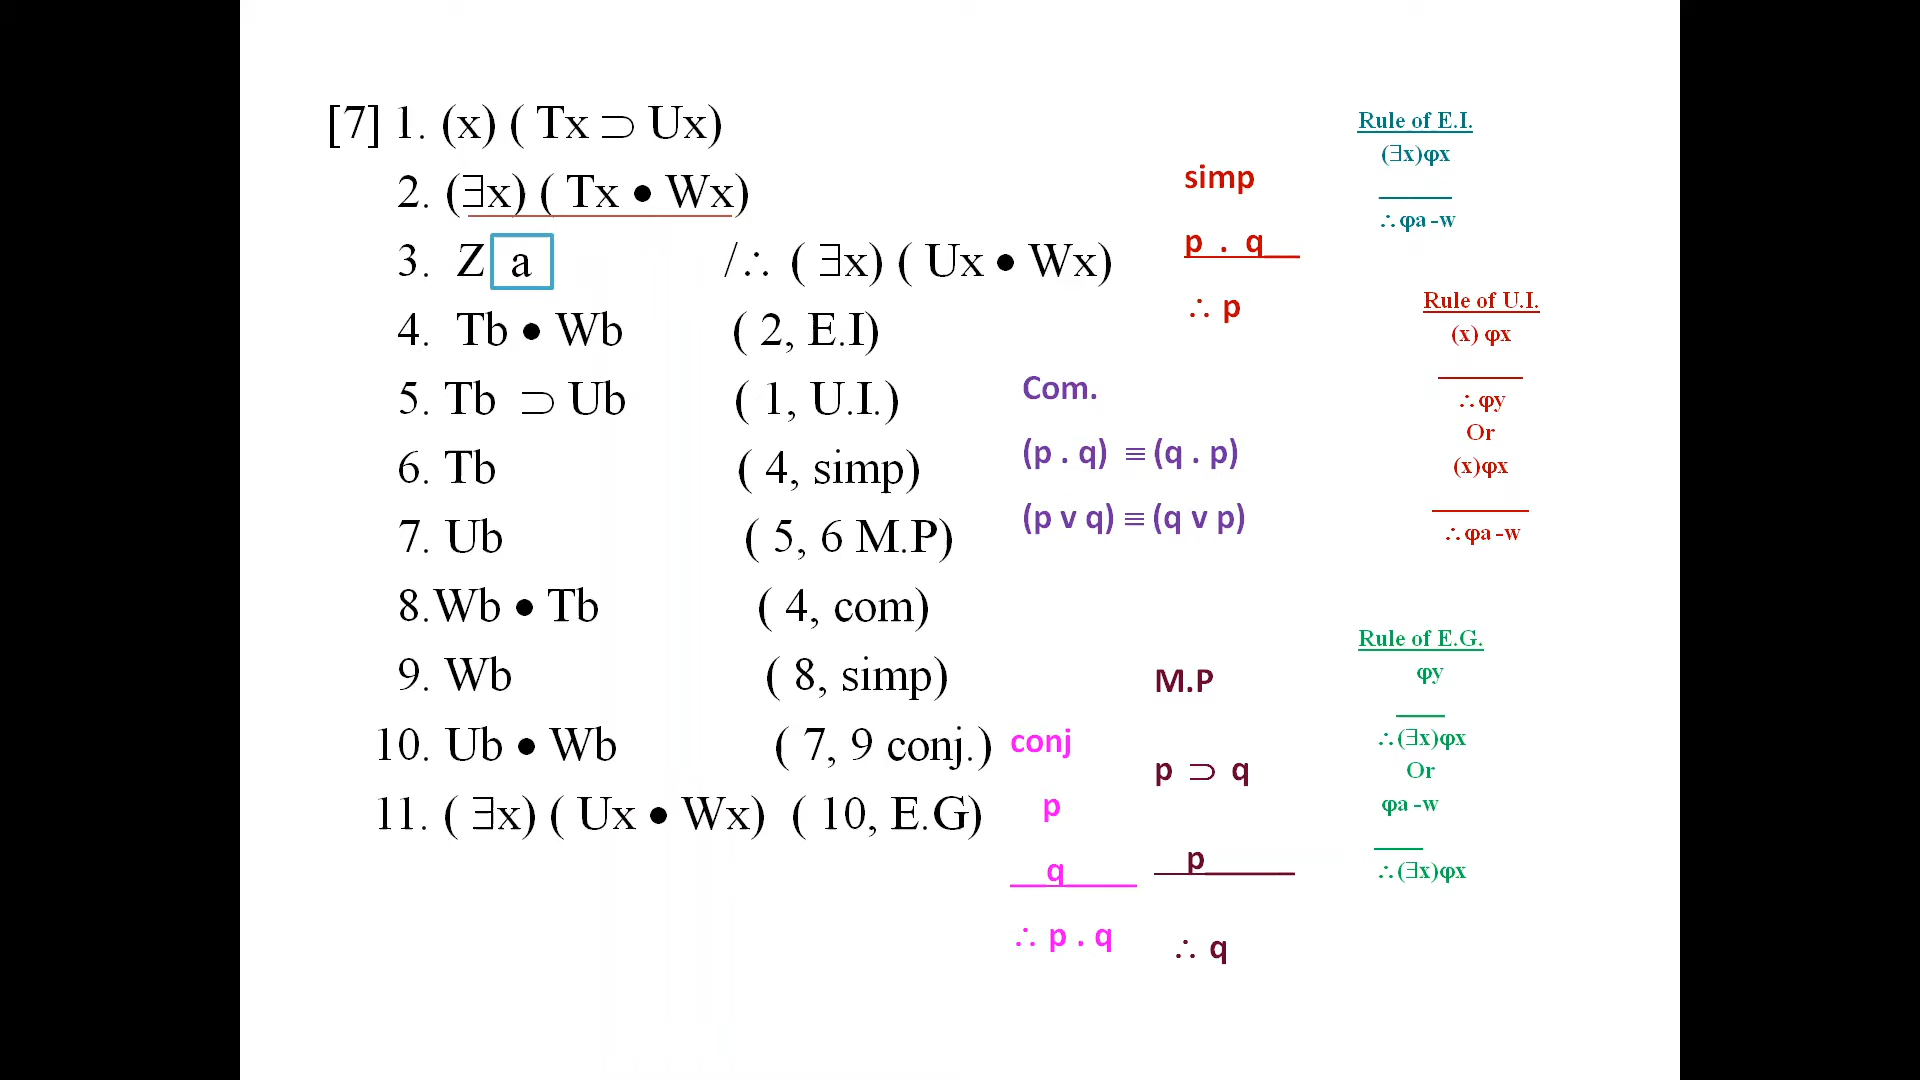 [7] 1. (x) ( Tx ⊃ Ux)
2. (∃x) ( Tx • Wx)
3. Z a /∴ ( ∃x) ( Ux • Wx)
4. Tb • Wb ( 2, E.I)
5. Tb ⊃ Ub ( 1, U.I.)
6. Tb ( 4, simp)
7. Ub ( 5, 6 M.P)
8.Wb • Tb ( 4, com)
9. Wb ( 8, simp)
10. Ub • Wb ( 7, 9 conj.)
11. ( ∃x) ( Ux • Wx) ( 10, E.G)
simp
p . q__
∴ p
Com.
(p . q) ≡ (q . p)
(p v q) ≡ (q v p)
conj
p
__q____
∴ p . q
M.P
p ⊃ q
p_____
∴ q
Rule of E.I.
(∃x)φx
∴φa -w
Rule of U.I.
(x) φx
∴φy
Or
(x)φx
∴φa -w
Rule of E.G.
φy
∴(∃x)φx
Or
φa -w
∴(∃x)φx